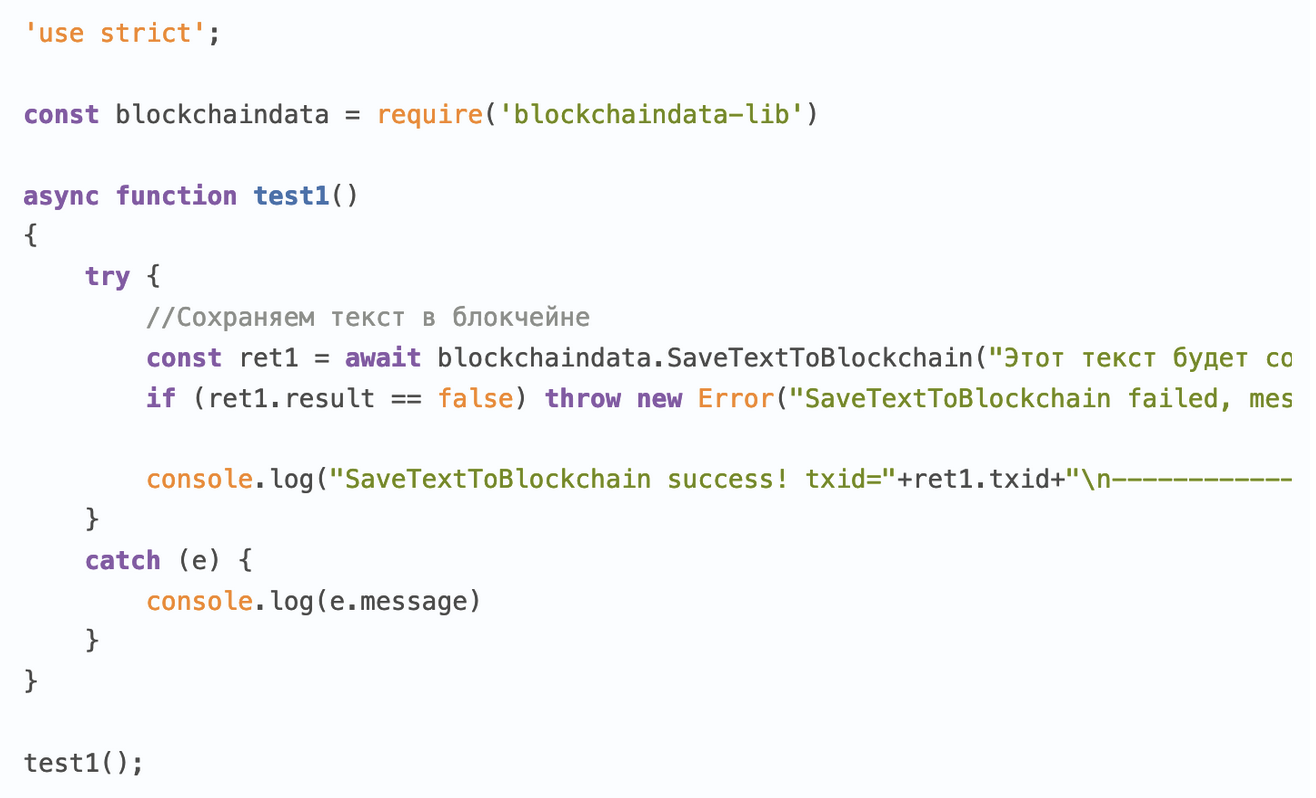 'use strict';
const blockchaindata = require('blockchaindata-lib')
async function test1()
{
try {
//Сохраняем текст в блокчейне
const ret1 = await blockchaindata.SaveTextToBlockchain("Этот текст будет со
if (ret1.result == false) throw new Error("SaveTextToBlockchain failed, mes
console.log("SaveTextToBlockchain success! txid="+ret1.txid+"\n------------
}
catch (e) {
console.log(e.message)
}
}
test1();